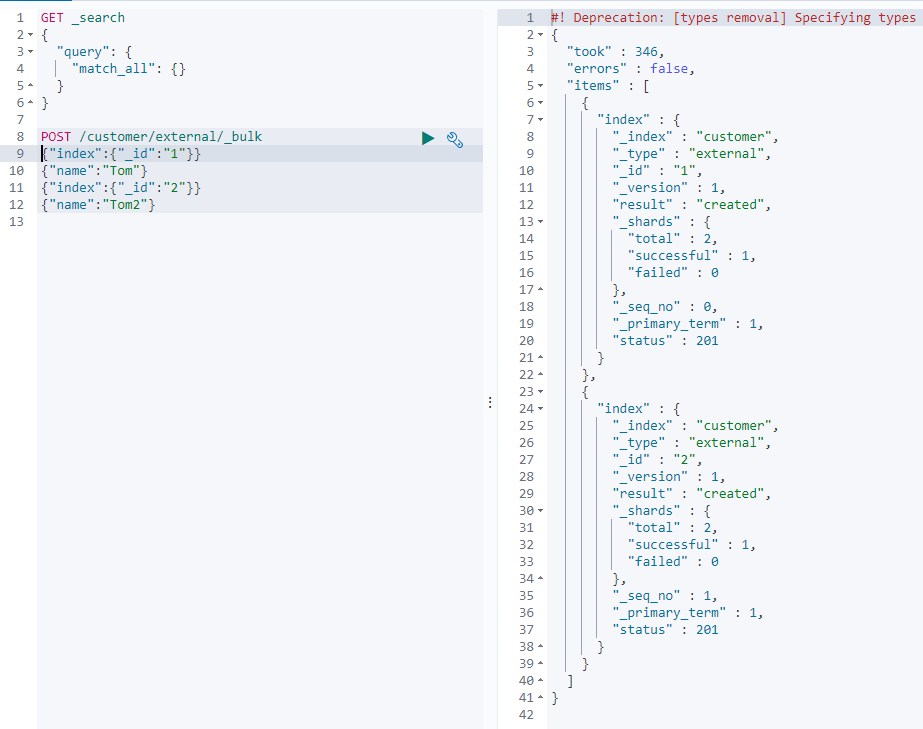 1 GET _search
2 {
3 "query": {
4 "match_all": {}
5 }
6 }
7
8 POST /customer/external/_bulk
9 {"index":{"_id":"1"}}
10 {"name":"Tom"}
11 {"index":{"_id":"2"}}
12 {"name":"Tom2"}
13
1 #! Deprecation: [types removal] Specifying types
2 {
3 "took" : 346,
4 "errors" : false,
5 "items" : [
6 {
7 "index" : {
8 "_index" : "customer",
9 "_type" : "external",
10 "_id" : "1",
11 "_version" : 1,
12 "result" : "created",
13 "_shards" : {
14 "total" : 2,
15 "successful" : 1,
16 "failed" : 0
17 },
18 "_seq_no" : 0,
19 "_primary_term" : 1,
20 "status" : 201
21 }
22 },
23 {
24 "index" : {
25 "_index" : "customer",
26 "_type" : "external",
27 "_id" : "2",
28 "_version" : 1,
29 "result" : "created",
30 "_shards" : {
31 "total" : 2,
32 "successful" : 1,
33 "failed" : 0
34 },
35 "_seq_no" : 1,
36 "_primary_term" : 1,
37 "status" : 201
38 }
39 }
40 ]
41 }
42